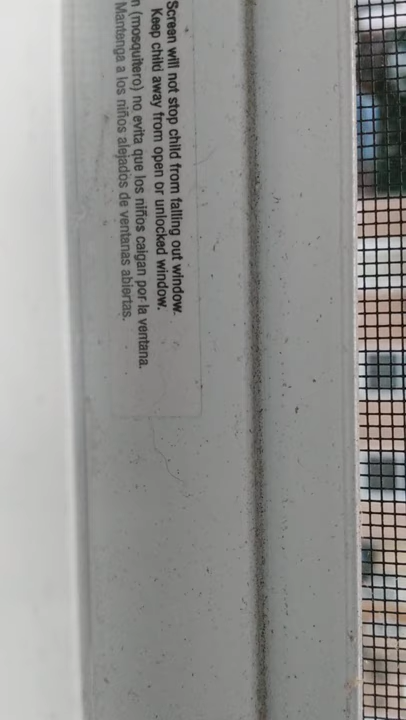 Screen will not stop child from falling out window.
Keep child away from open or unlocked window.
n (mosquitero) no evita que los niños caigan por la ventana.
Mantenga a los niños alejados de ventanas abiertas.